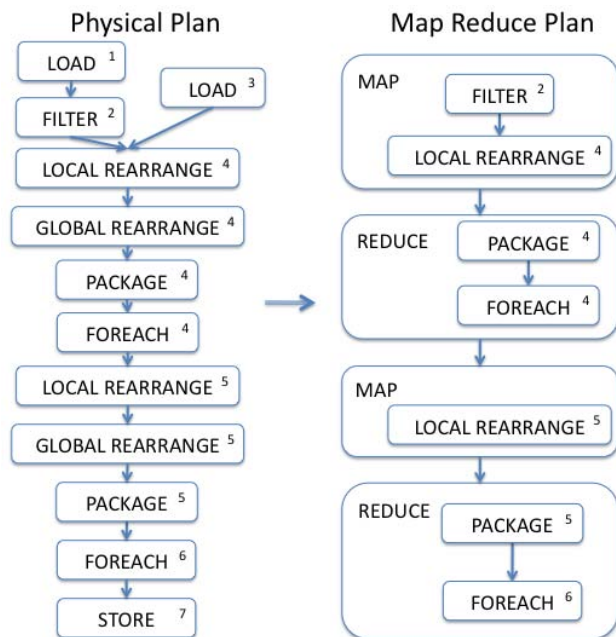 Physical Plan
LOAD 1
LOAD 3
FILTER 2
LOCAL REARRANGE 4
GLOBAL REARRANGE 4
PACKAGE 4
FOREACH 4
LOCAL REARRANGE 5
GLOBAL REARRANGE 5
PACKAGE 5
FOREACH 6
STORE 7
Map Reduce Plan
MAP
FILTER 2
LOCAL REARRANGE 4
REDUCE
PACKAGE 4
FOREACH 4
MAP
LOCAL REARRANGE 5
REDUCE
PACKAGE 5
FOREACH 6